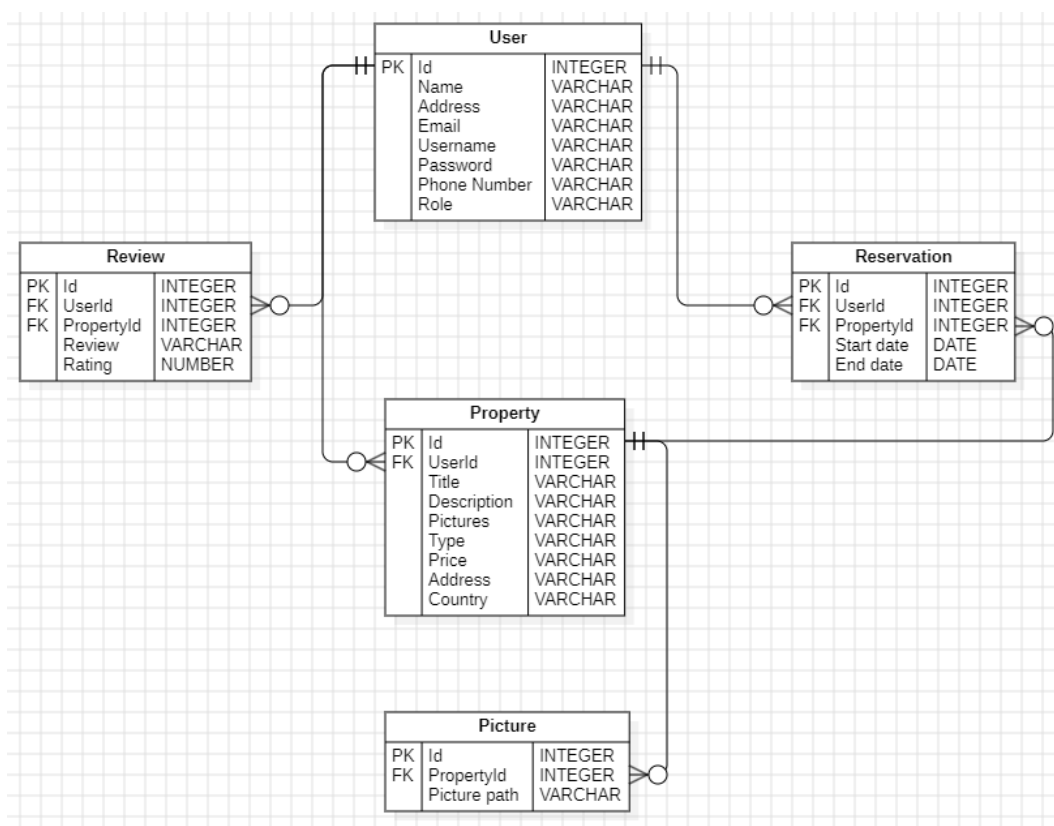 User
PK Id INTEGER
Name VARCHAR
Address VARCHAR
Email VARCHAR
Username VARCHAR
Password VARCHAR
Phone Number VARCHAR
Role VARCHAR
Review
PK Id INTEGER
FK UserId INTEGER
FK PropertyId INTEGER
Review VARCHAR
Rating NUMBER
Reservation
PK Id INTEGER
FK UserId INTEGER
FK PropertyId INTEGER
Start date DATE
End date DATE
Property
PK Id INTEGER
FK UserId INTEGER
Title VARCHAR
Description VARCHAR
Pictures VARCHAR
Type VARCHAR
Price VARCHAR
Address VARCHAR
Country VARCHAR
Picture
PK Id INTEGER
FK PropertyId INTEGER
Picture path VARCHAR